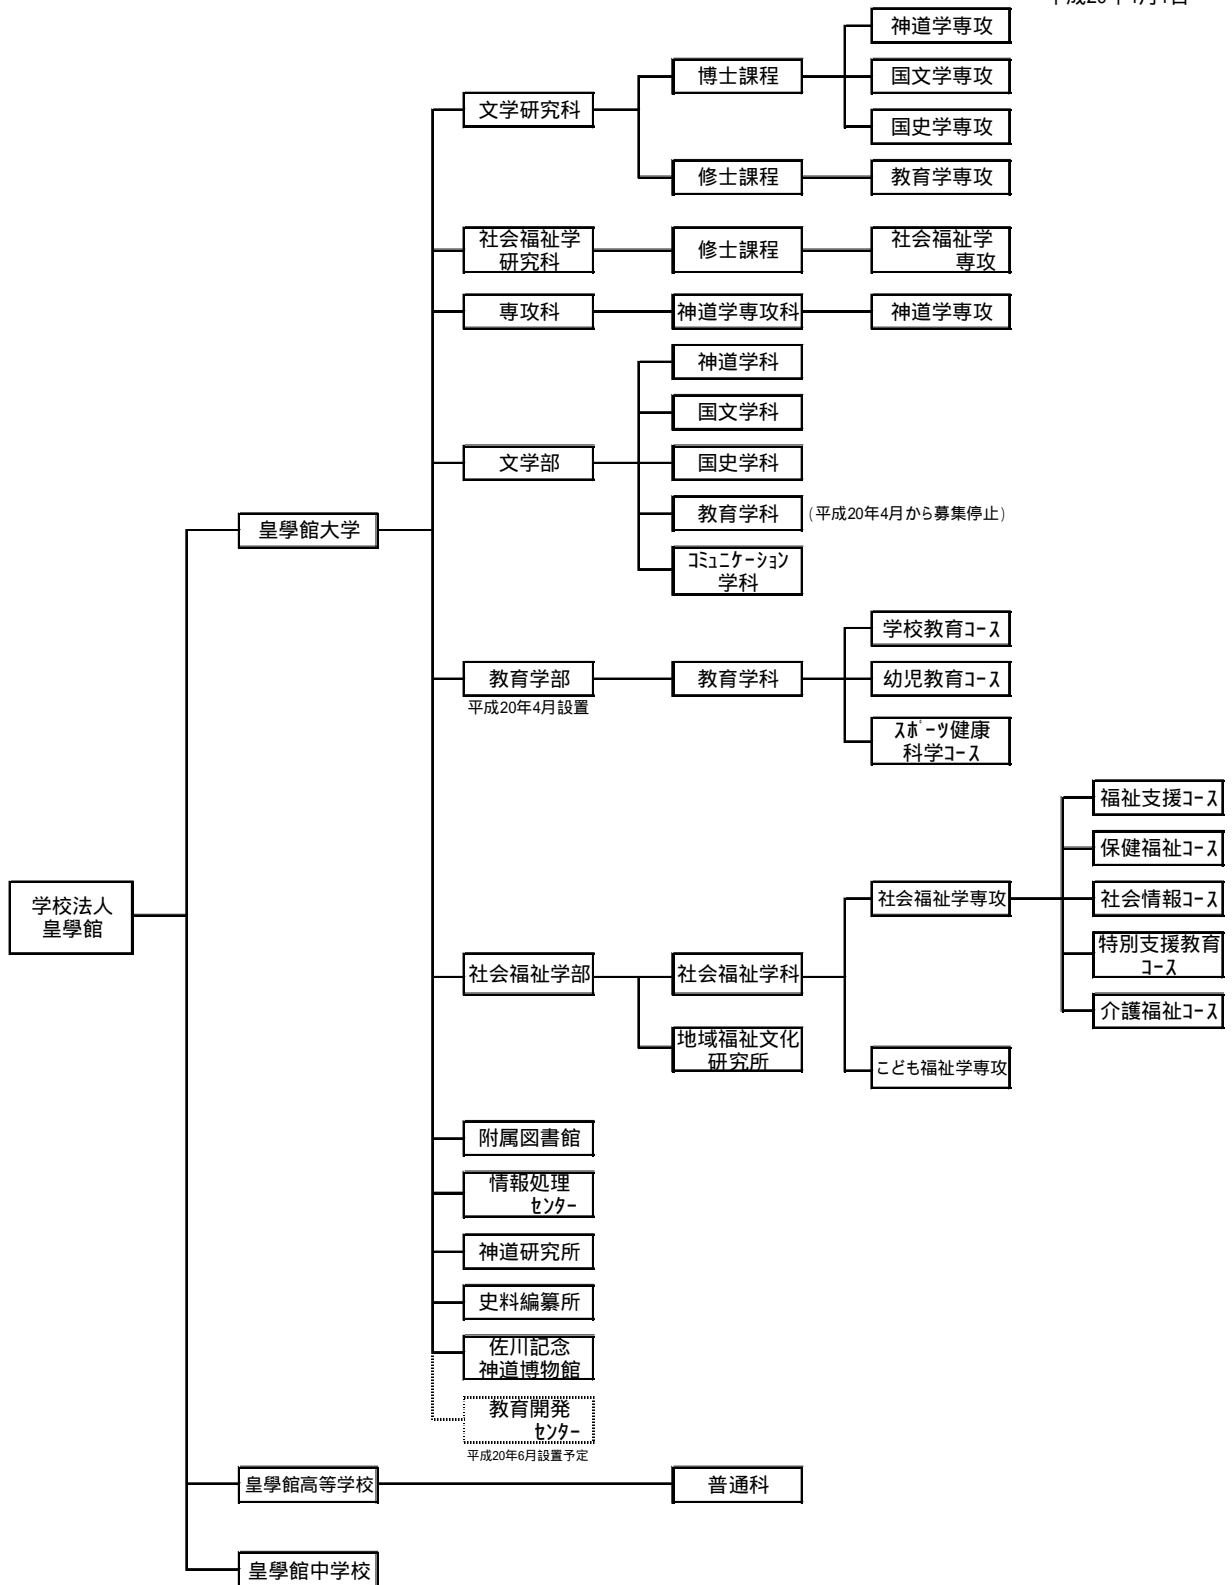 神道学専攻
博士課程
国文学専攻
文学研究科
国史学専攻
修士課程
教育学専攻
社会福祉学
研究科
修士課程
社会福祉学
専攻
専攻科
神道学専攻科
神道学専攻
神道学科
国文学科
文学部
国史学科
教育学科
(平成20年4月から募集停止)
皇學館大学
コミュニケーション
学科
学校教育コース
教育学部
平成20年4月設置
教育学科
幼児教育コース
スポーツ健康
科学コース
福祉支援コース
保健福祉コース
学校法人
皇學館
社会福祉学専攻
社会情報コース
特別支援教育
コース
社会福祉学部
社会福祉学科
介護福祉コース
地域福祉文化
研究所
こども福祉学専攻
附属図書館
情報処理
センター
神道研究所
史料編纂所
佐川記念
神道博物館
教育開発
センター
平成20年6月設置予定
皇學館高等学校
普通科
皇學館中学校